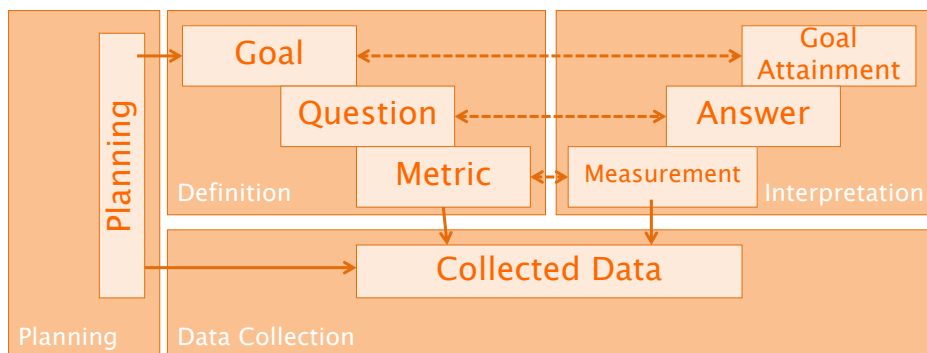 Planning
Planning
Goal
Question
Metric
Definition
Goal
Attainment
Answer
Measurement
Interpretation
Collected Data
Data Collection